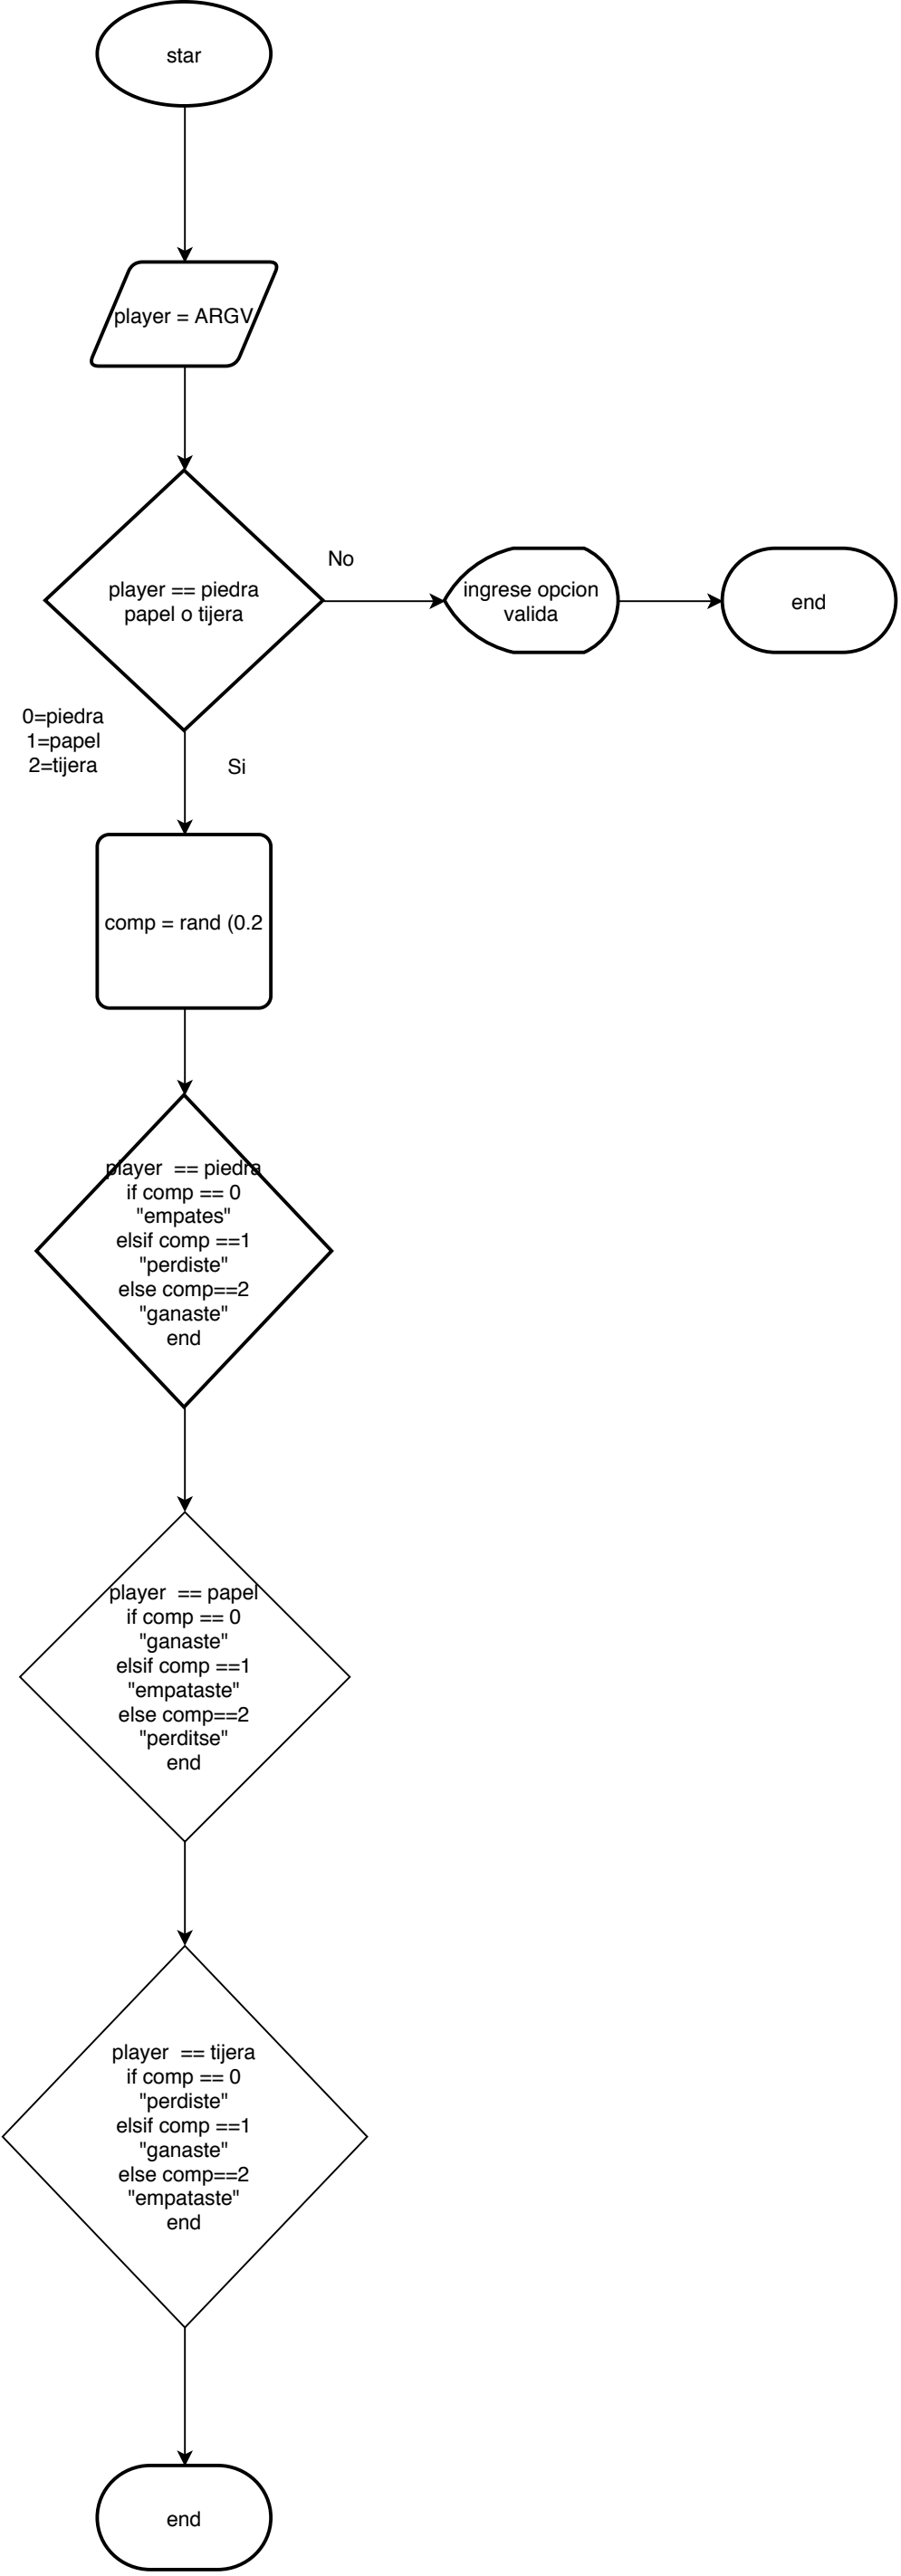 star
player = ARGV
player == piedra
papel o tijera
No
ingrese opcion
valida
end
0=piedra
1=papel
2=tijera
Si
comp = rand (0.2
player  == piedra
if comp == 0
"empates"
elsif comp ==1
"perdiste"
else comp==2
"ganaste"
end
player  == papel
if comp == 0
"ganaste"
elsif comp ==1
"empataste"
else comp==2
"perditse"
end
player  == tijera
if comp == 0
"perdiste"
elsif comp ==1
"ganaste"
else comp==2
"empataste"
end
end